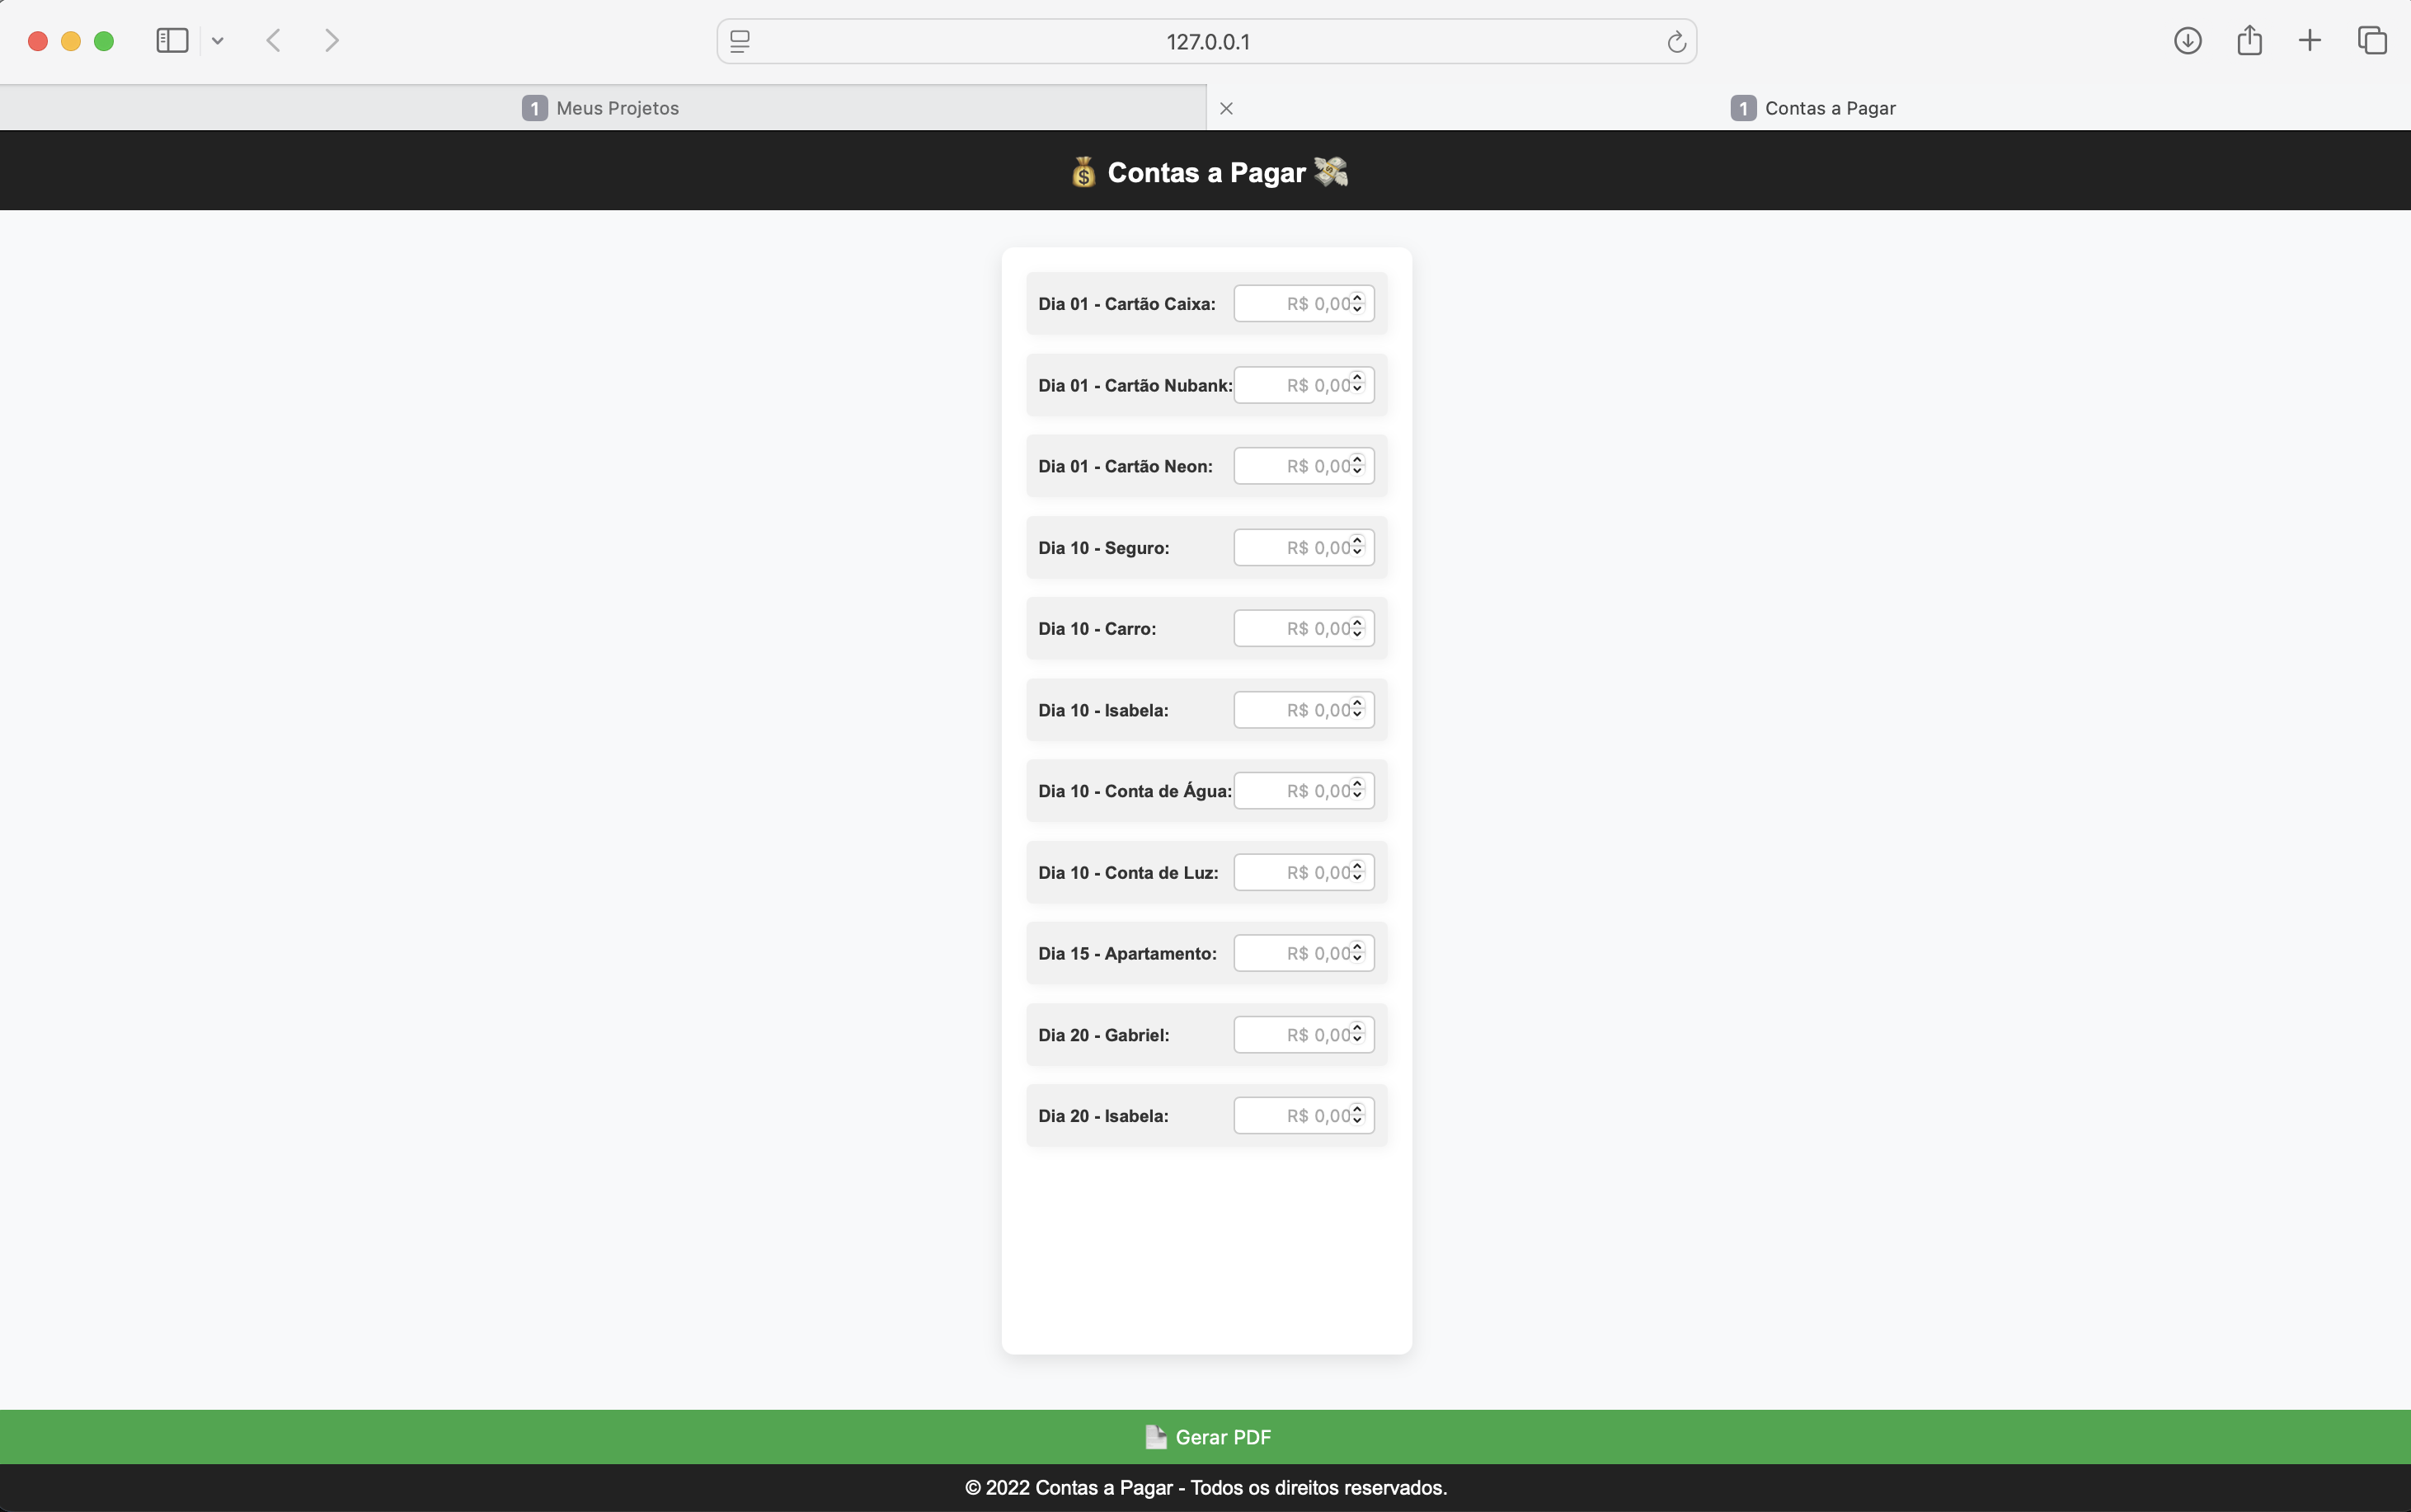 127.0.0.1
1 Meus Projetos
1 Contas a Pagar
Contas a Pagar
Dia 01 - Cartão Caixa: R$ 0,00
Dia 01 - Cartão Nubank: R$ 0,00
Dia 01 - Cartão Neon: R$ 0,00
Dia 10 - Seguro: R$ 0,00
Dia 10 - Carro: R$ 0,00
Dia 10 - Isabela: R$ 0,00
Dia 10 - Conta de Água: R$ 0,00
Dia 10 - Conta de Luz: R$ 0,00
Dia 15 - Apartamento: R$ 0,00
Dia 20 - Gabriel: R$ 0,00
Dia 20 - Isabela: R$ 0,00
Gerar PDF
© 2022 Contas a Pagar - Todos os direitos reservados.